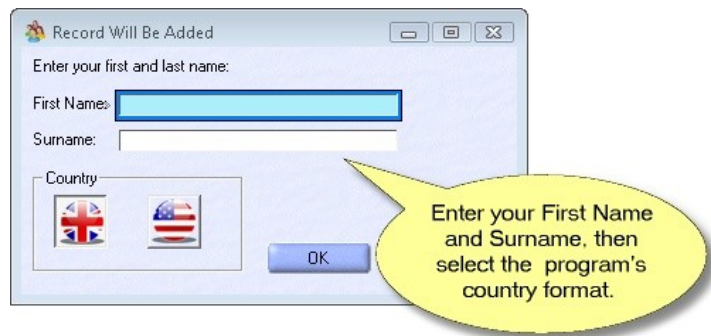 Record Will Be Added
Enter your first and last name:
First Name:
Surname:
Country
OK
Enter your First Name
and Surname, then
select the program's
country format.